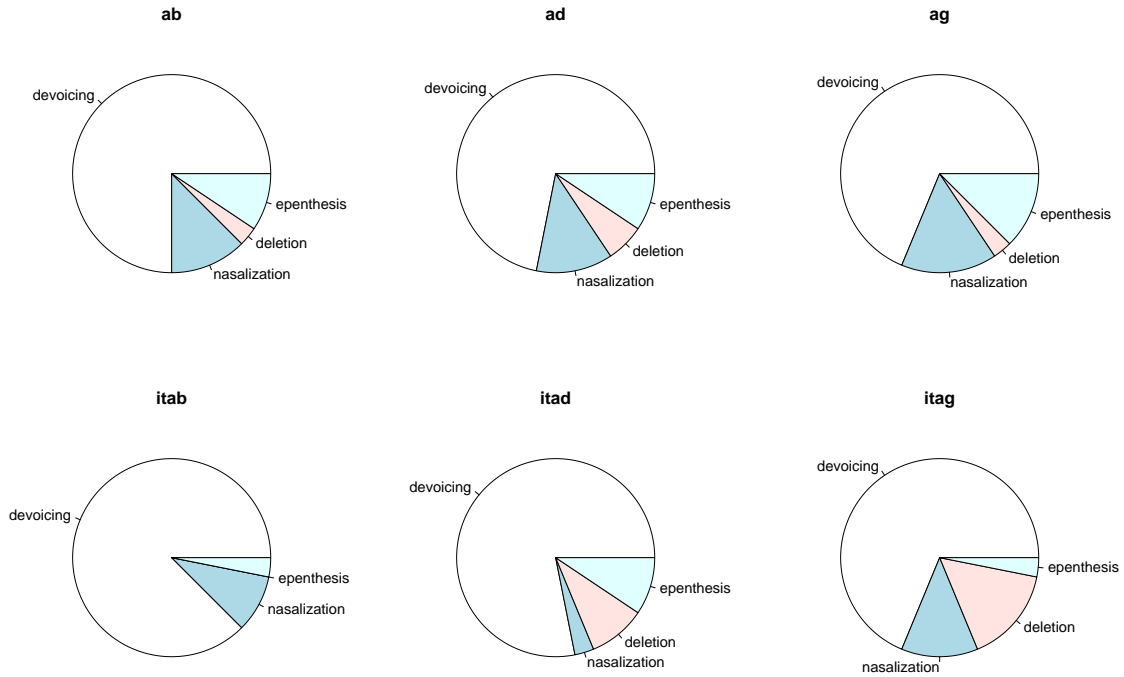 ab
devoicing
epenthesis
deletion
nasalization
ad
devoicing
epenthesis
deletion
nasalization
ag
devoicing
epenthesis
deletion
nasalization
itab
devoicing
epenthesis
nasalization
itad
devoicing
epenthesis
deletion
nasalization
itag
devoicing
epenthesis
deletion
nasalization